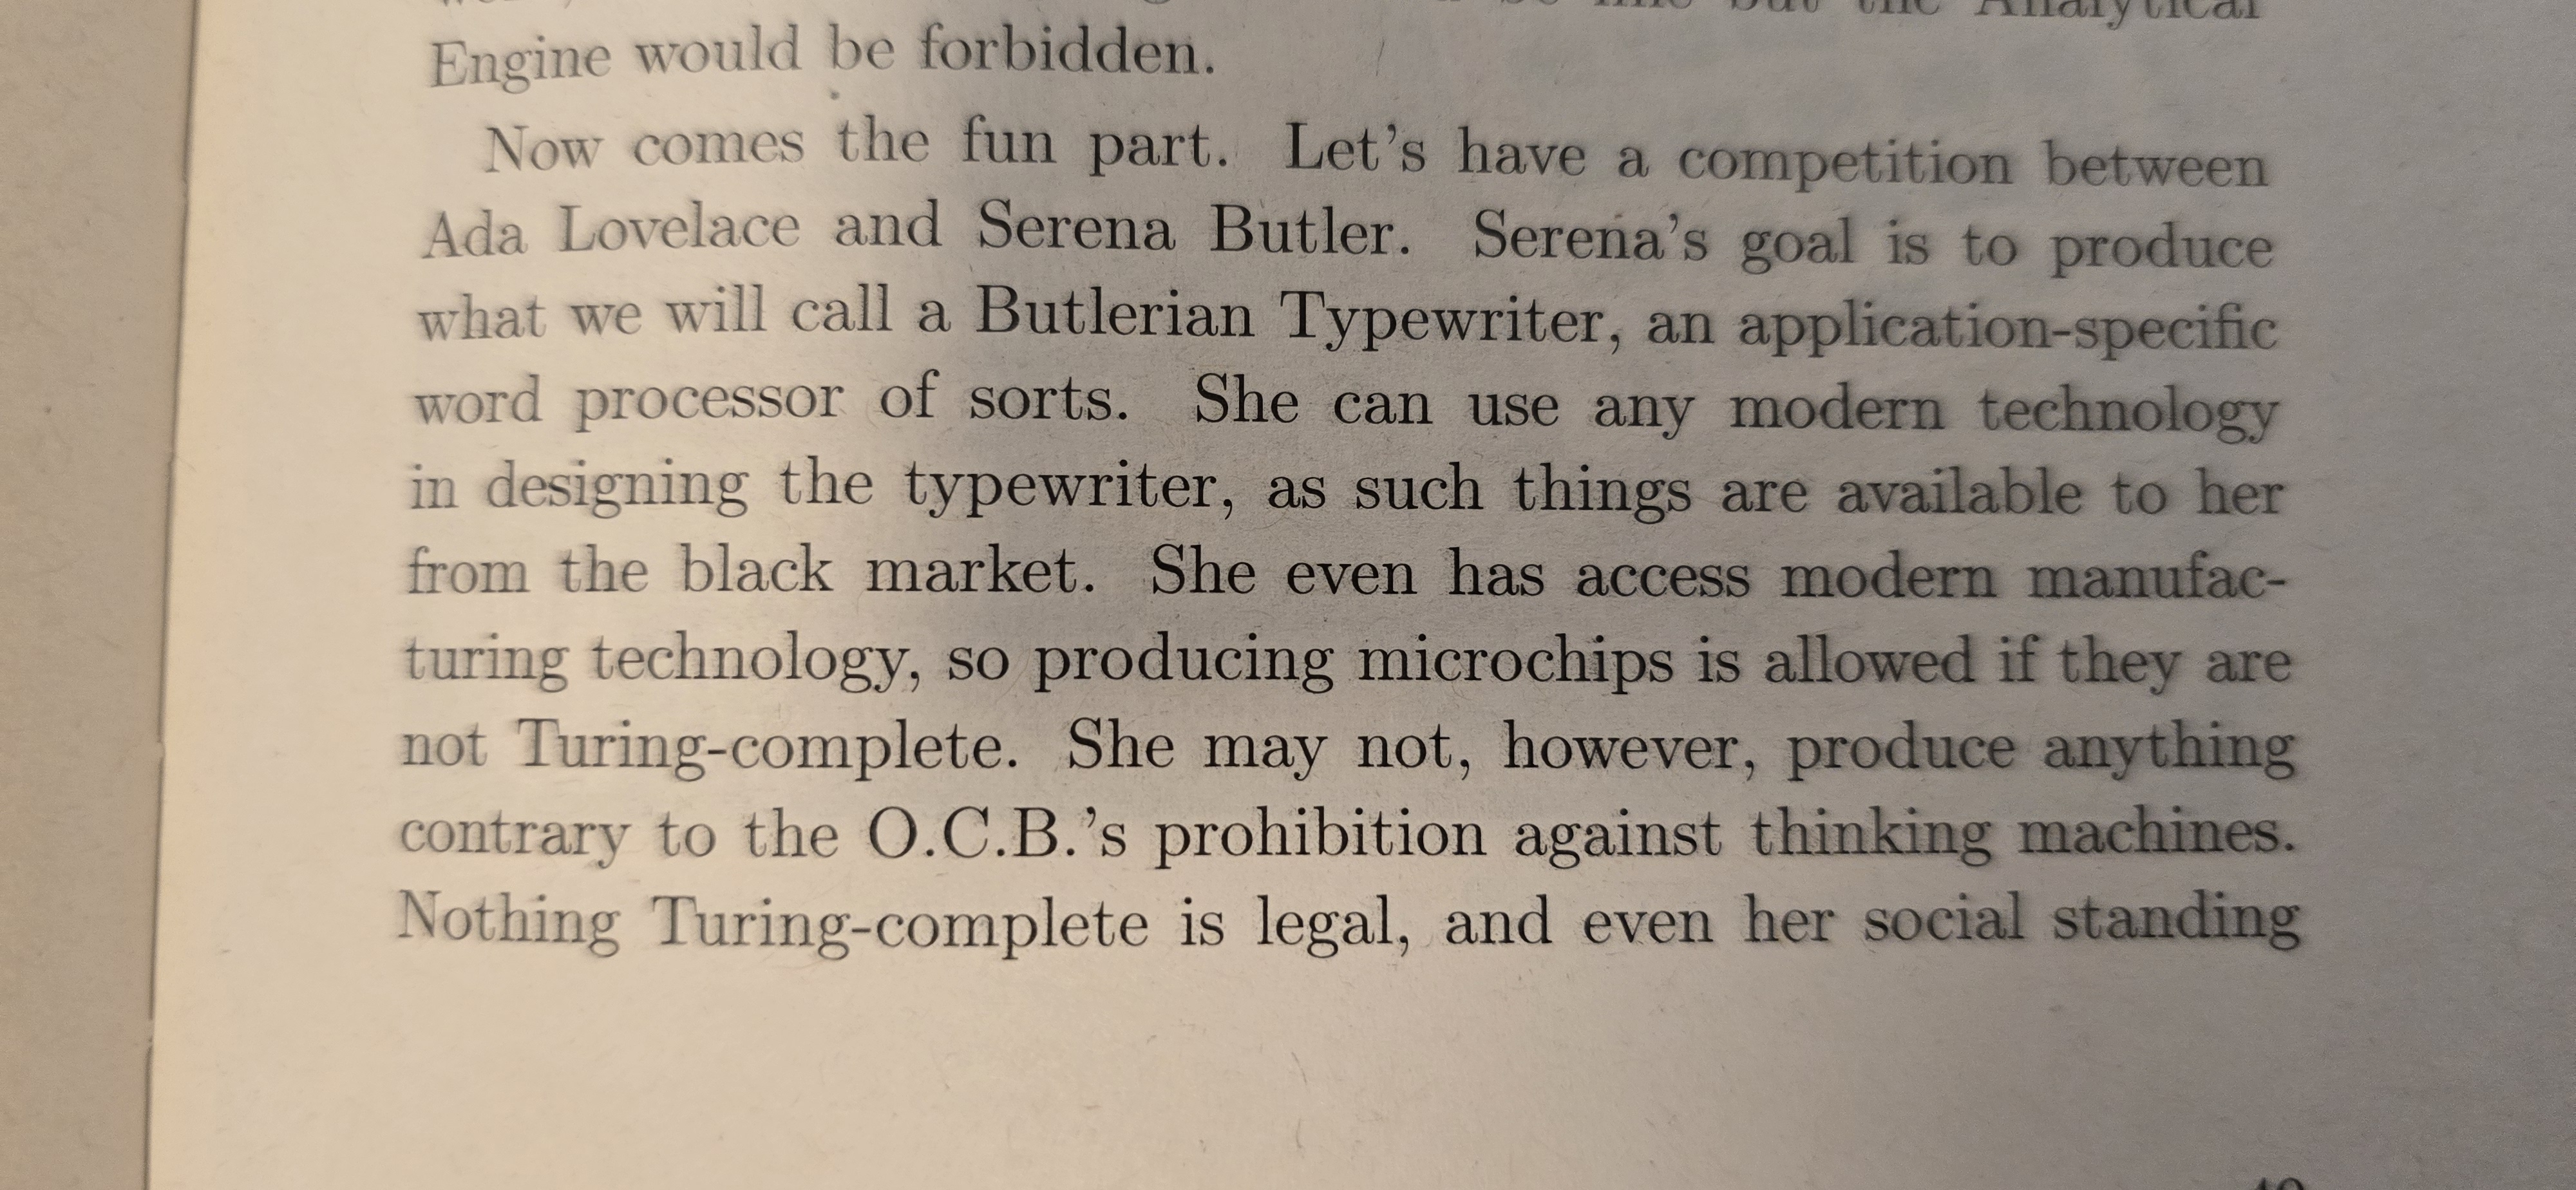 but the Analytical
Engine would be forbidden.
Now comes the fun part. Let's have a competition between
Ada Lovelace and Serena Butler. Serena's goal is to produce
what we will call a Butlerian Typewriter, an application-specific
word processor of sorts. She can use any modern technology
in designing the typewriter, as such things are available to her
from the black market. She even has access modern manufac-
turing technology, so producing microchips is allowed if they are
not Turing-complete. She may not, however, produce anything
contrary to the O.C.B.'s prohibition against thinking machines.
Nothing Turing-complete is legal, and even her social standing